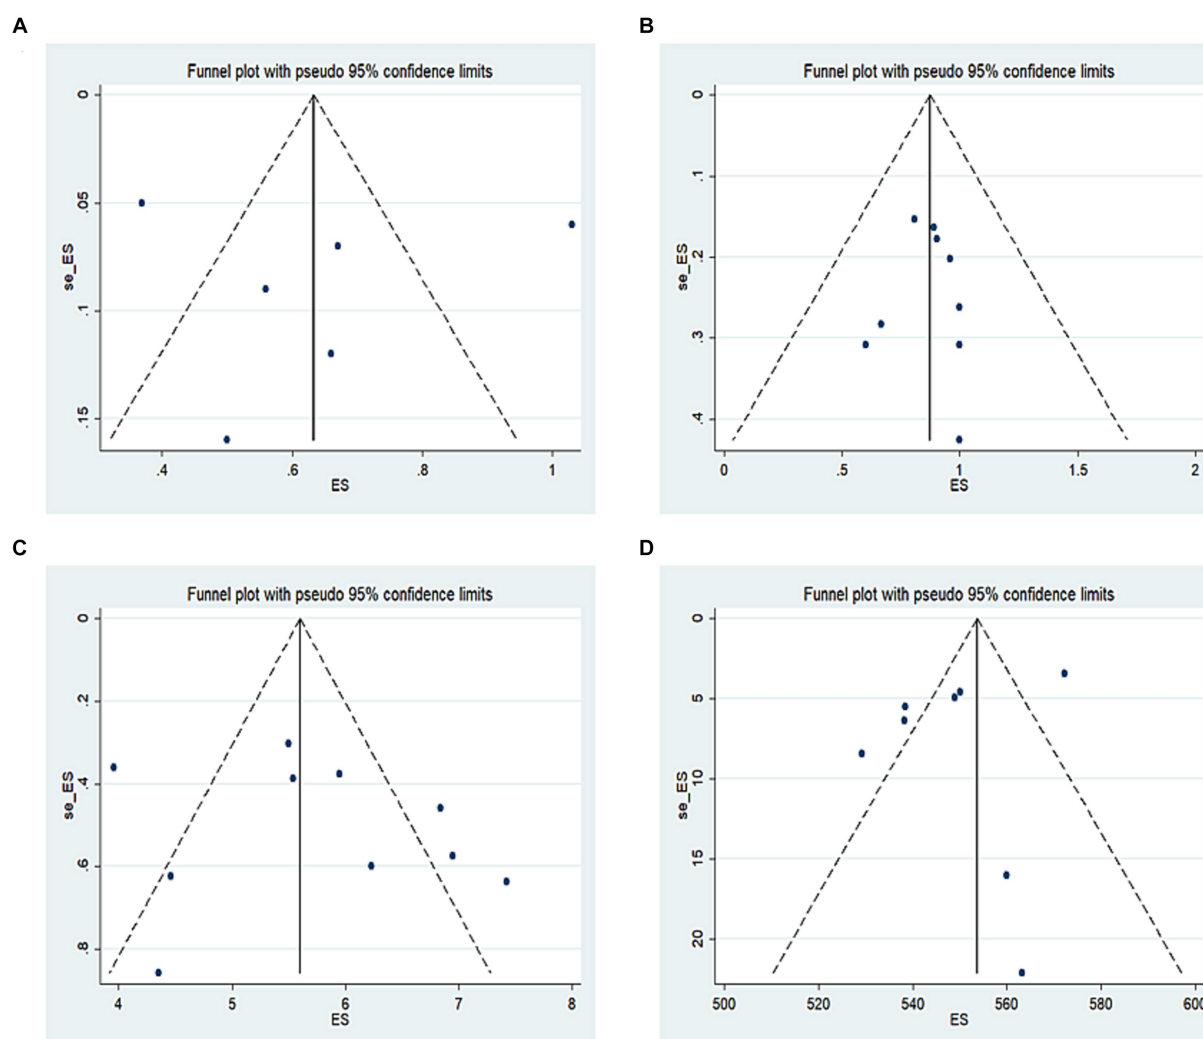 A
Funnel plot with pseudo 95% confidence limits
0
.05
.1
.15
se_ES
.4
.6
.8
1
ES
B
Funnel plot with pseudo 95% confidence limits
0
.1
.2
.3
.4
se_ES
0
.5
1
1.5
2
ES
C
Funnel plot with pseudo 95% confidence limits
0
.2
.4
.6
.8
se_ES
4
5
6
7
8
ES
D
Funnel plot with pseudo 95% confidence limits
0
5
10
15
20
se_ES
500
520
540
560
580
600
ES